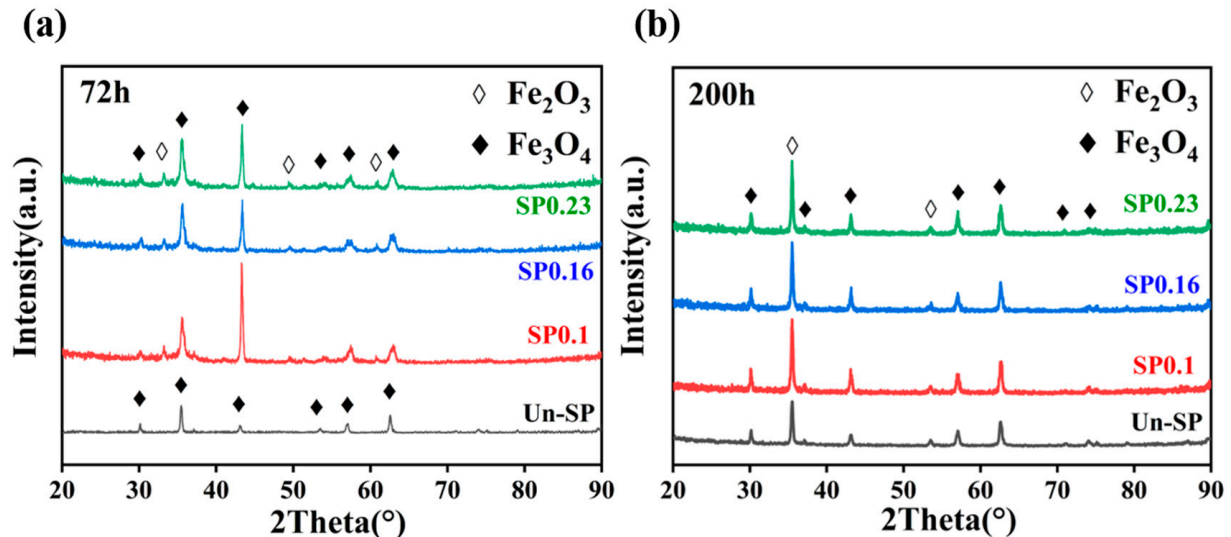 (a)
72h
◇ Fe₂O₃
◆ Fe₃O₄
SP0.23
SP0.16
SP0.1
Un-SP
Intensity(a.u.)
20 30 40 50 60 70 80 90
2Theta(°)
(b)
200h
◇ Fe₂O₃
◆ Fe₃O₄
SP0.23
SP0.16
SP0.1
Un-SP
Intensity(a.u.)
20 30 40 50 60 70 80 90
2Theta(°)